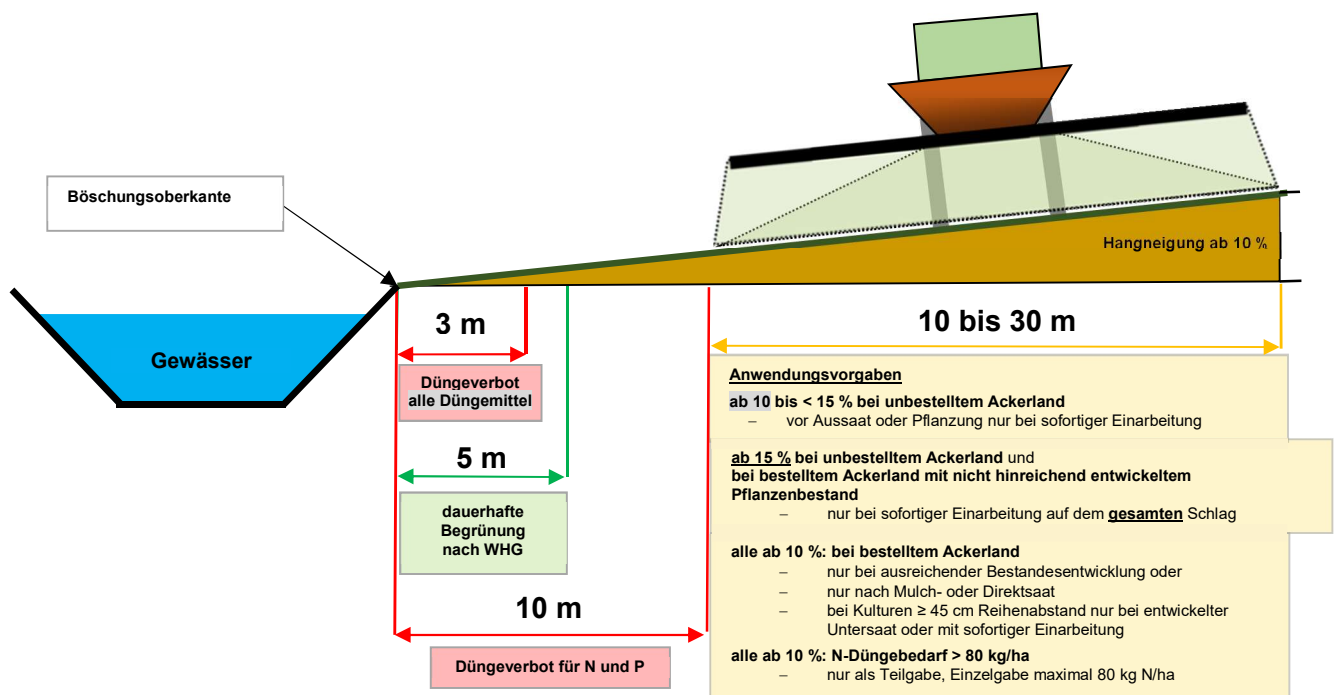 Böschungsoberkante
Hangneigung ab 10 %
Gewässer
3 m
Düngeverbot
alle Düngemittel
5 m
dauerhafte
Begrünung
nach WHG
10 m
Düngeverbot für N und P
10 bis 30 m
Anwendungsvorgaben
ab 10 bis < 15 % bei unbestelltem Ackerland
– vor Aussaat oder Pflanzung nur bei sofortiger Einarbeitung
ab 15 % bei unbestelltem Ackerland und
bei bestelltem Ackerland mit nicht hinreichend entwickeltem
Pflanzenbestand
– nur bei sofortiger Einarbeitung auf dem gesamten Schlag
alle ab 10 %: bei bestelltem Ackerland
– nur bei ausreichender Bestandesentwicklung oder
– nur nach Mulch- oder Direktsaat
– bei Kulturen ≥ 45 cm Reihenabstand nur bei entwickelter
Untersaat oder mit sofortiger Einarbeitung
alle ab 10 %: N-Düngebedarf > 80 kg/ha
– nur als Teilgabe, Einzelgabe maximal 80 kg N/ha